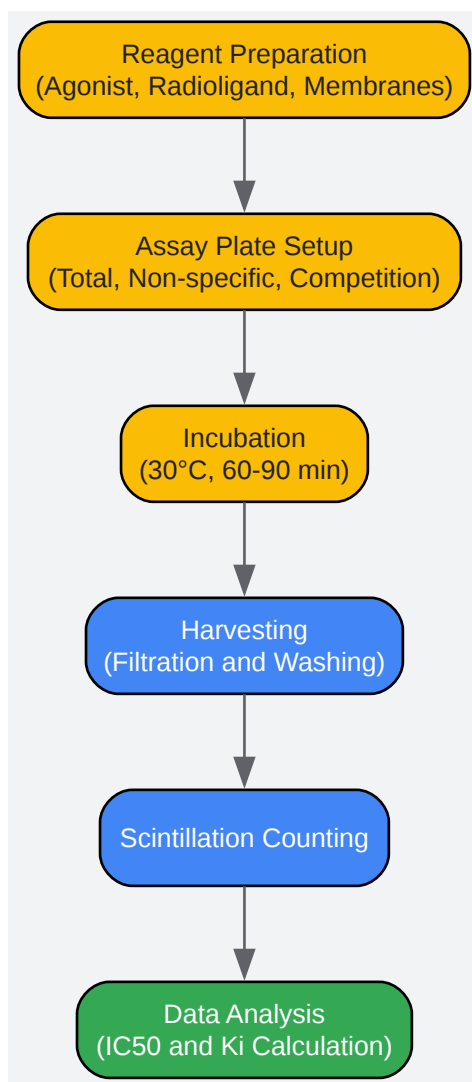 Reagent Preparation
(Agonist, Radioligand, Membranes)
Assay Plate Setup
(Total, Non-specific, Competition)
Incubation
(30°C, 60-90 min)
Harvesting
(Filtration and Washing)
Scintillation Counting
Data Analysis
(IC50 and Ki Calculation)